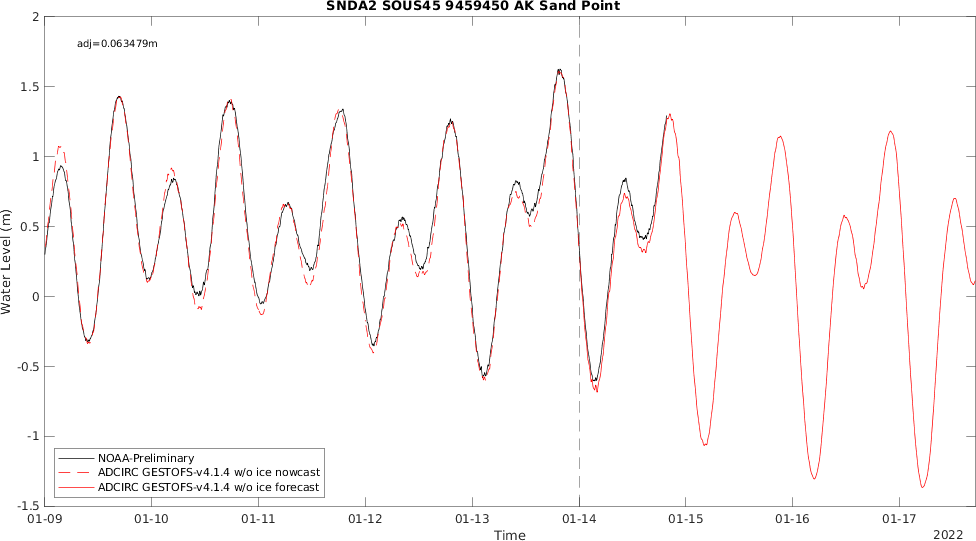 SNDA2 SOUS45 9459450 AK Sand Point
2
adj=0.063479m
1.5
1
0.5
0
-0.5
-1
-1.5
Water Level (m)
NOAA-Preliminary
ADCIRC GESTOFS-v4.1.4 w/o ice nowcast
ADCIRC GESTOFS-v4.1.4 w/o ice forecast
01-09 01-10 01-11 01-12 01-13 01-14 01-15 01-16 01-17
Time
2022